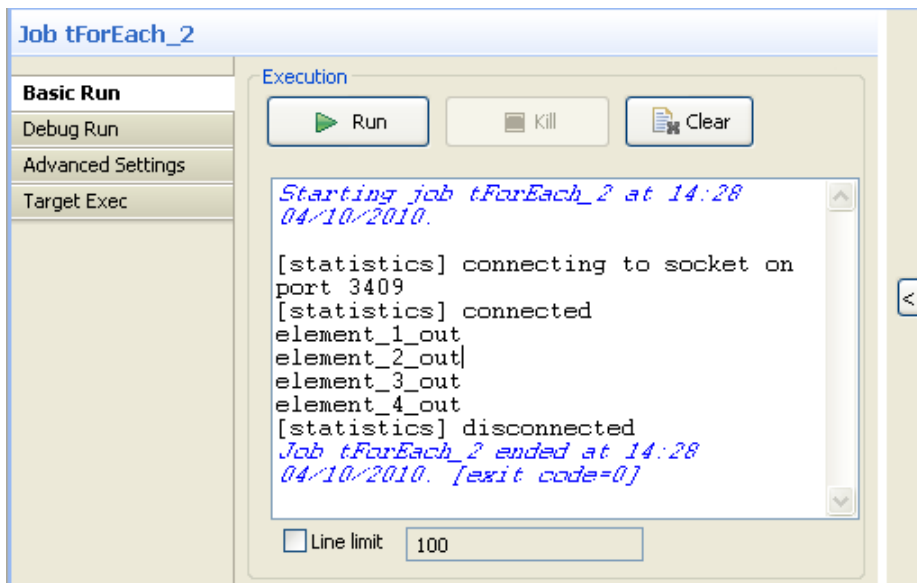 Job tForEach_2
Basic Run
Debug Run
Advanced Settings
Target Exec
Execution
Run
Kill
Clear
Starting job tForEach_2 at 14:28
04/10/2010.
[statistics] connecting to socket on
port 3409
[statistics] connected
element_1_out
element_2_out
element_3_out
element_4_out
[statistics] disconnected
Job tForEach_2 ended at 14:28
04/10/2010. [exit code=0]
Line limit
100
<